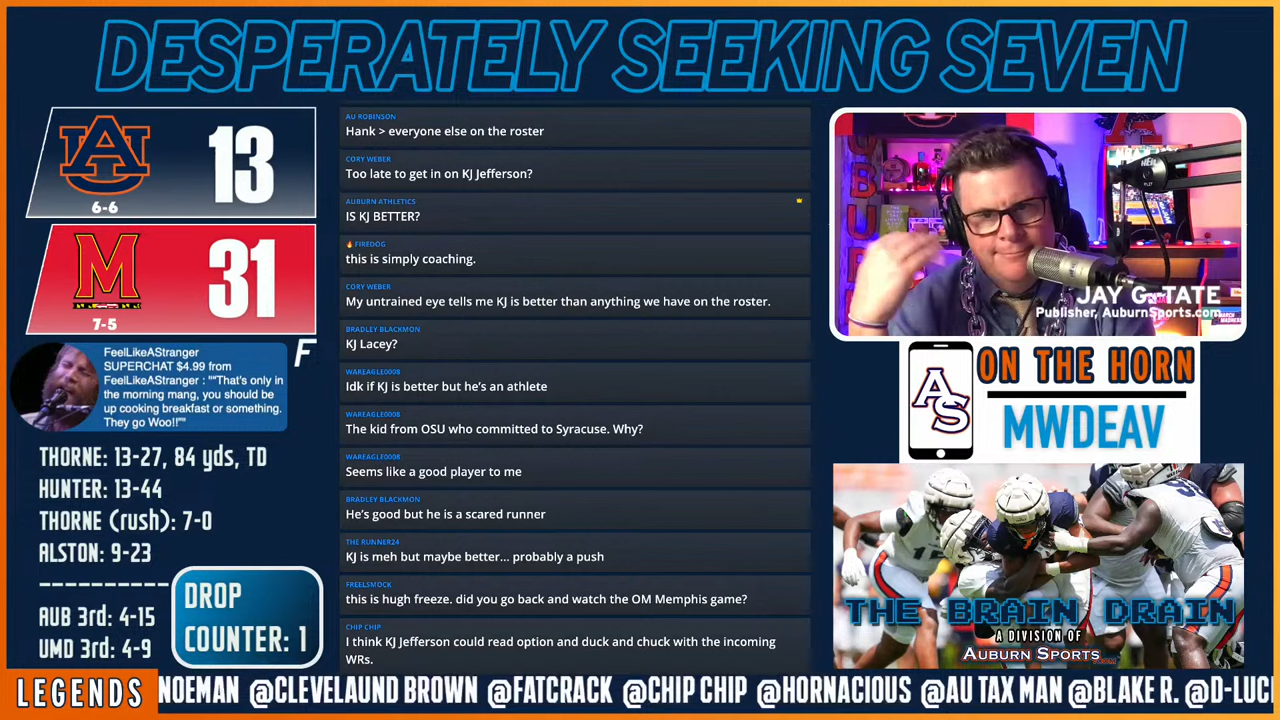 DESPERATELY SEEKING SEVEN
13
6-6
31
7-5
FeelLikeAStranger
SUPERCHAT $4.99 from
FeelLikeAStranger : ""That's only in
the morning mang, you should be
up cooking breakfast or something.
They go Woo!!""
F
THORNE: 13-27, 84 yds, TD
HUNTER: 13-44
THORNE (rush): 7-0
ALSTON: 9-23
----------
AUB 3rd: 4-15
UMD 3rd: 4-9
DROP
COUNTER: 1
AU ROBINSON
Hank > everyone else on the roster
CORY WEBER
Too late to get in on KJ Jefferson?
AUBURN ATHLETICS
IS KJ BETTER?
🔥 FIREDOG
this is simply coaching.
CORY WEBER
My untrained eye tells me KJ is better than anything we have on the roster.
BRADLEY BLACKMON
KJ Lacey?
WAREAGLE0008
Idk if KJ is better but he's an athlete
WAREAGLE0008
The kid from OSU who committed to Syracuse. Why?
WAREAGLE0008
Seems like a good player to me
BRADLEY BLACKMON
He's good but he is a scared runner
THE RUNNER24
KJ is meh but maybe better... probably a push
FREELSMOCK
this is hugh freeze. did you go back and watch the OM Memphis game?
CHIP CHIP
I think KJ Jefferson could read option and duck and chuck with the incoming
WRs.
JAY G. TATE
Publisher, AuburnSports.com
AS
ON THE HORN
MWDEAV
THE BRAIN DRAIN
A DIVISION OF
AUBURN SPORTS
LEGENDS
NOEMAN @CLEVELAUND BROWN @FATCRACK @CHIP CHIP @HORNACIOUS @AU TAX MAN @BLAKE R. @D-LUC